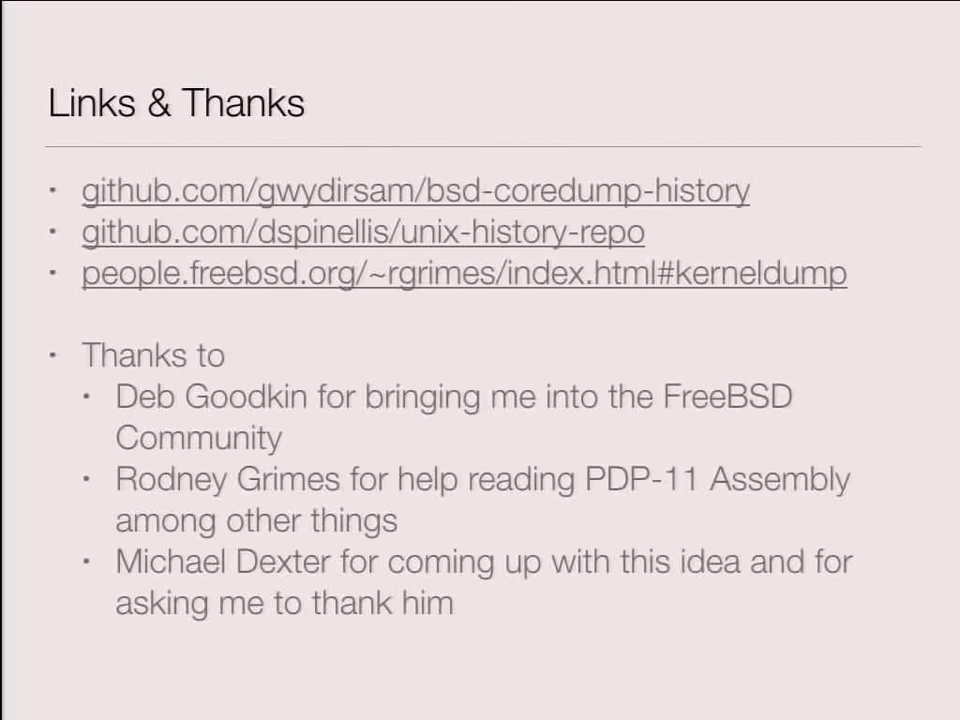 Links & Thanks
• github.com/gwydirsam/bsd-coredump-history
• github.com/dspinellis/unix-history-repo
• people.freebsd.org/~rgrimes/index.html#kerneldump
• Thanks to
• Deb Goodkin for bringing me into the FreeBSD
Community
• Rodney Grimes for help reading PDP-11 Assembly
among other things
• Michael Dexter for coming up with this idea and for
asking me to thank him